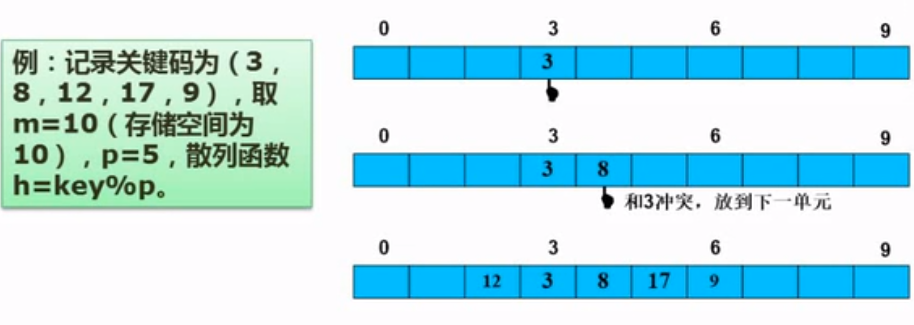 例：记录关键码为（3，
8，12，17，9），取
m=10（存储空间为
10），p=5，散列函数
h=key%p。
0 3 6 9
3
0 3 6 9
3 8
和3冲突，放到下一单元
0 3 6 9
12 3 8 17 9